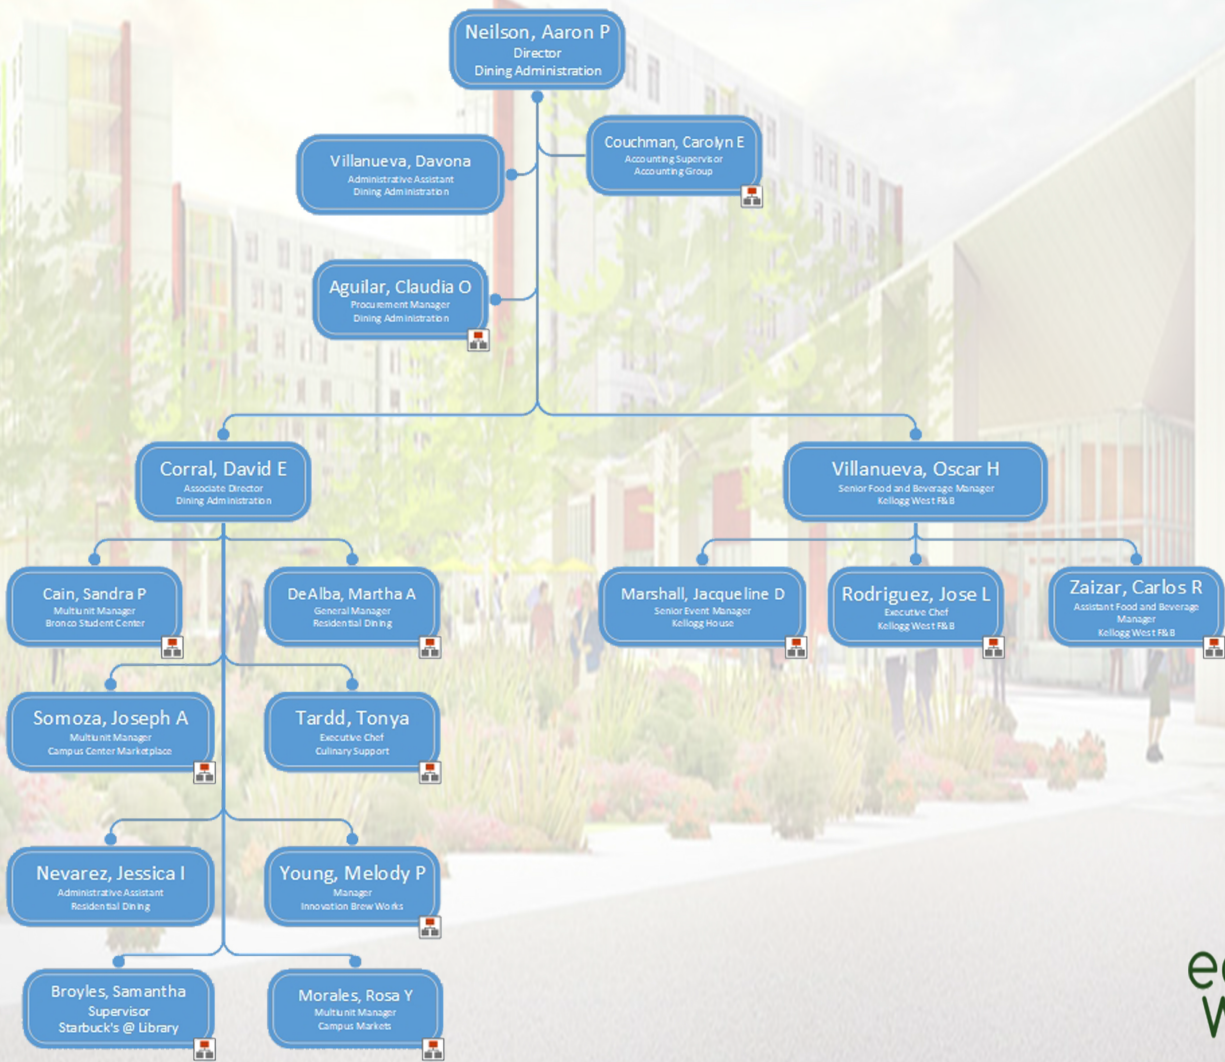 Neilson, Aaron P
Director
Dining Administration
Couchman, Carolyn E
Accounting Supervisor
Accounting Group
Villanueva, Davona
Administrative Assistant
Dining Administration
Aguilar, Claudia O
Procurement Manager
Dining Administration
Corral, David E
Associate Director
Dining Administration
Villanueva, Oscar H
Senior Food and Beverage Manager
Kellogg West F&B
Cain, Sandra P
Multiunit Manager
Bronco Student Center
DeAlba, Martha A
General Manager
Residential Dining
Marshall, Jacqueline D
Senior Event Manager
Kellogg House
Rodriguez, Jose L
Executive Chef
Kellogg West F&B
Zaizar, Carlos R
Assistant Food and Beverage
Manager
Kellogg West F&B
Somoza, Joseph A
Multiunit Manager
Campus Center Marketplace
Tardd, Tonya
Executive Chef
Culinary Support
Nevarez, Jessica I
Administrative Assistant
Residential Dining
Young, Melody P
Manager
Innovation Brew Works
Broyles, Samantha
Supervisor
Starbuck's @ Library
Morales, Rosa Y
Multiunit Manager
Campus Markets